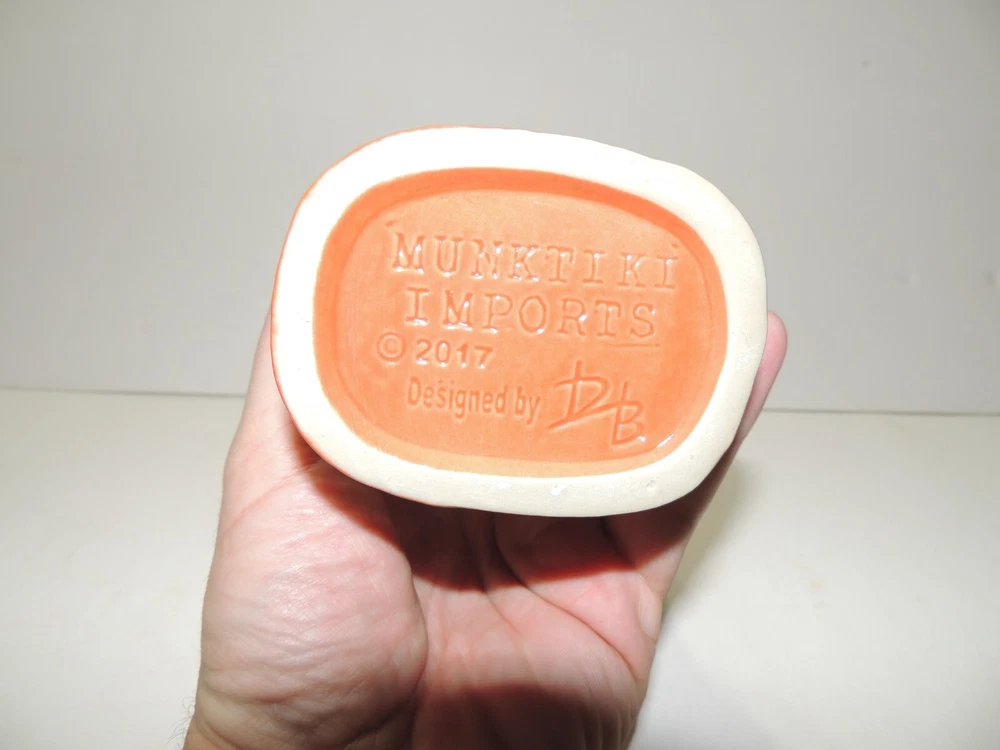 MUNKTIKI
IMPORTS
© 2017
Designed by DB